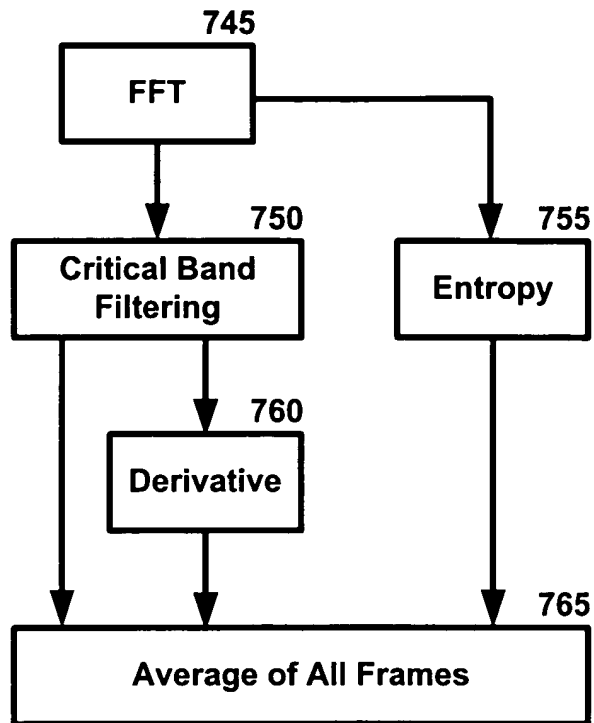 745
FFT
750
755
Critical Band
Filtering
Entropy
760
Derivative
765
Average of All Frames